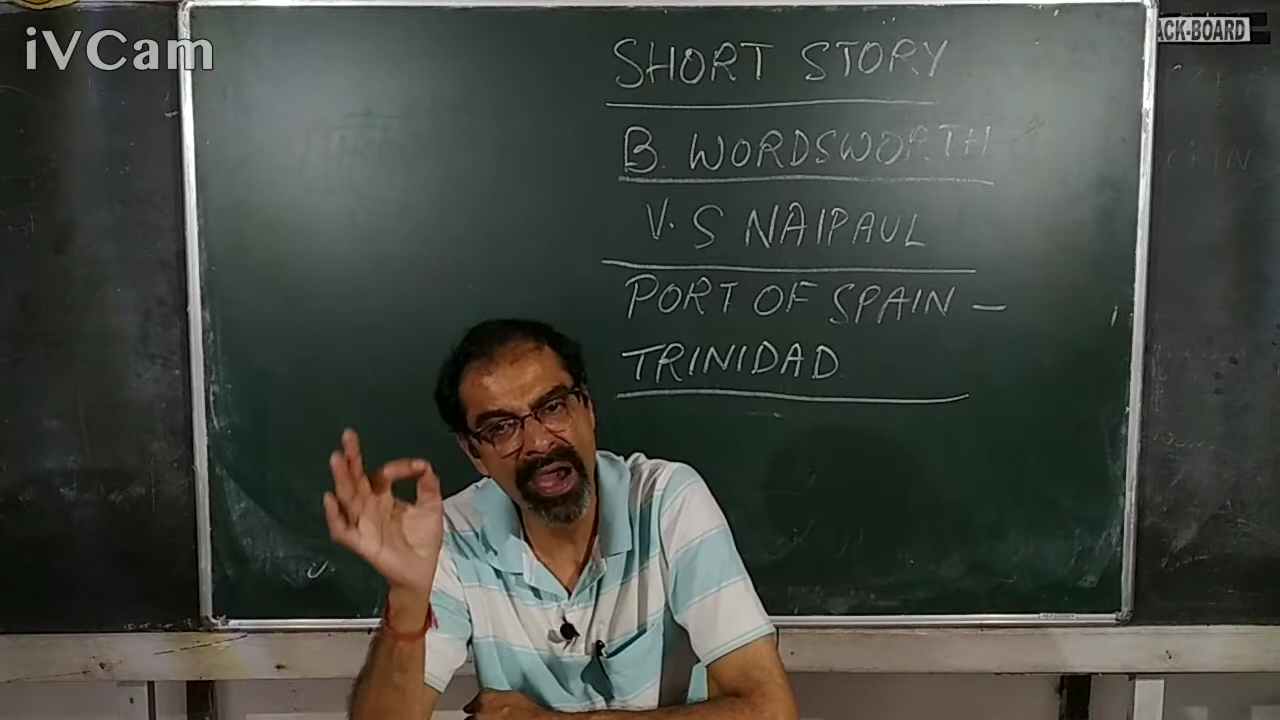 iVCam
ACK-BOARD
SHORT STORY
B. WORDSWORTH
V. S NAIPAUL
PORT OF SPAIN –
TRINIDAD